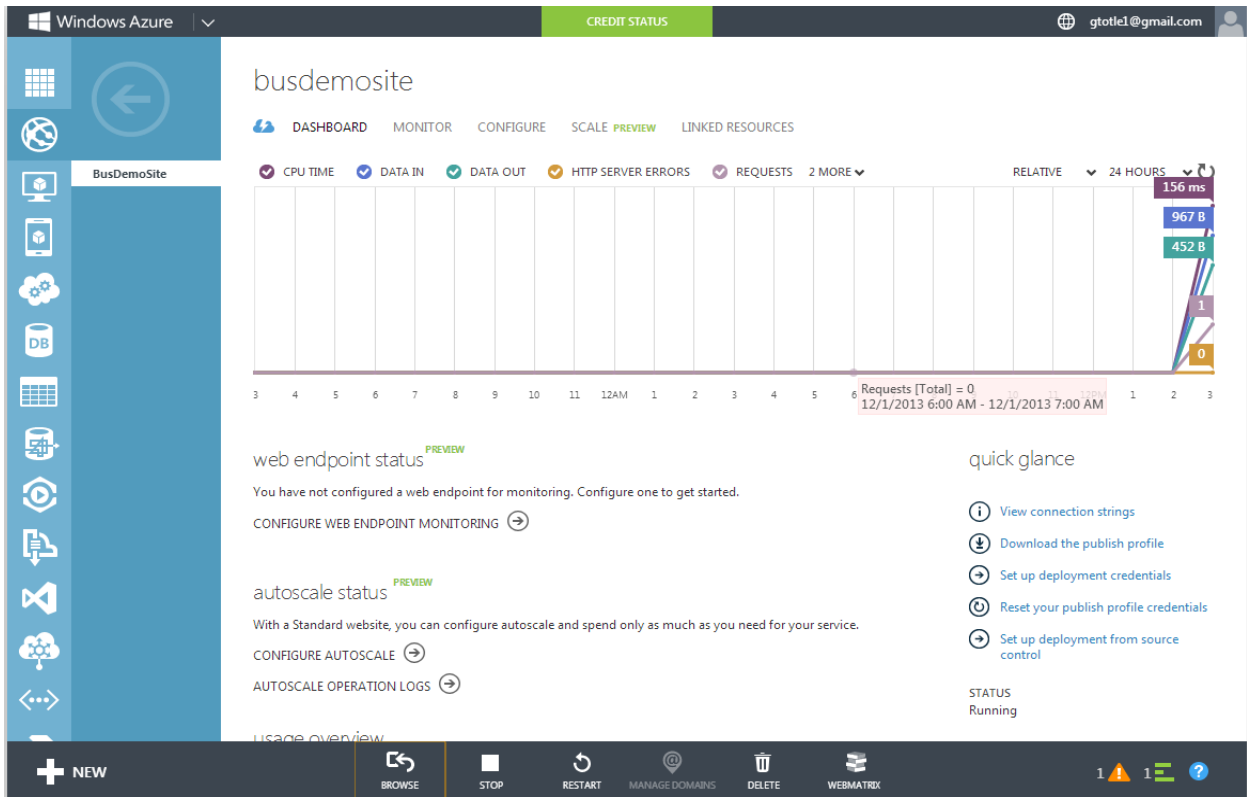 Windows Azure
CREDIT STATUS
gtotle1@gmail.com
busdemosite
DASHBOARD MONITOR CONFIGURE SCALE PREVIEW LINKED RESOURCES
BusDemoSite
CPU TIME DATA IN DATA OUT HTTP SERVER ERRORS REQUESTS 2 MORE RELATIVE 24 HOURS
156 ms
967 B
452 B
1
0
3 4 5 6 7 8 9 10 11 12AM 1 2 3 4 5 6 10 11 12PM 1 2 3
Requests [Total] = 0
12/1/2013 6:00 AM - 12/1/2013 7:00 AM
web endpoint status PREVIEW
You have not configured a web endpoint for monitoring. Configure one to get started.
CONFIGURE WEB ENDPOINT MONITORING
autoscale status PREVIEW
With a Standard website, you can configure autoscale and spend only as much as you need for your service.
CONFIGURE AUTOSCALE
AUTOSCALE OPERATION LOGS
usage overview
quick glance
View connection strings
Download the publish profile
Set up deployment credentials
Reset your publish profile credentials
Set up deployment from source
control
STATUS
Running
DB
NEW
BROWSE STOP RESTART MANAGE DOMAINS DELETE WEBMATRIX
1 1 ?